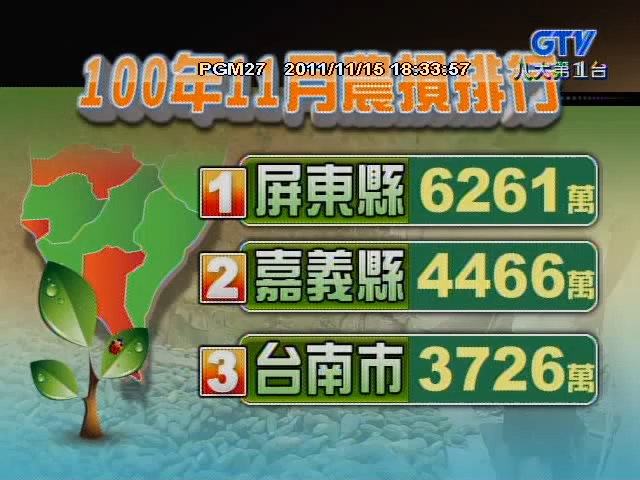 GTV
八大第1台
PGM27 2011/11/15 18:33:57
100年11月農損排行
1 屏東縣 6261萬
2 嘉義縣 4466萬
3 台南市 3726萬